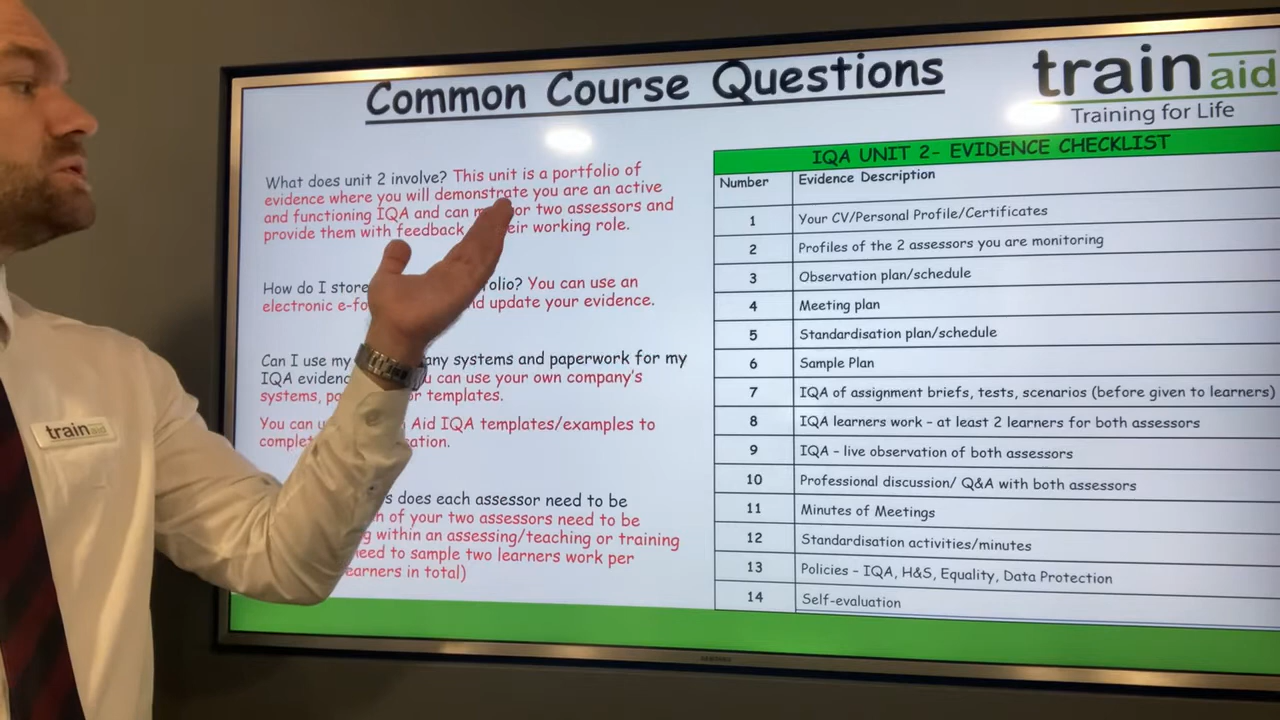 Common Course Questions
train aid
Training for Life
What does unit 2 involve? This unit is a portfolio of
evidence where you will demonstrate you are an active
and functioning IQA and can or two assessors and
provide them with feedback working role.
How do I store You can use an
electronic update your evidence.
Can I use my systems and paperwork for my
IQA can use your own company's
systems, templates.
You can Aid IQA templates/examples to
does each assessor need to be
of your two assessors need to be
within an assessing/teaching or training
need to sample two learners work per
learners in total)
IQA UNIT 2- EVIDENCE CHECKLIST
Number Evidence Description
1 Your CV/Personal Profile/Certificates
2 Profiles of the 2 assessors you are monitoring
3 Observation plan/schedule
4 Meeting plan
5 Standardisation plan/schedule
6 Sample Plan
7 IQA of assignment briefs, tests, scenarios (before given to learners)
8 IQA learners work - at least 2 learners for both assessors
9 IQA - live observation of both assessors
10 Professional discussion/ Q&A with both assessors
11 Minutes of Meetings
12 Standardisation activities/minutes
13 Policies - IQA, H&S, Equality, Data Protection
14 Self-evaluation
train aid
SAMSUNG